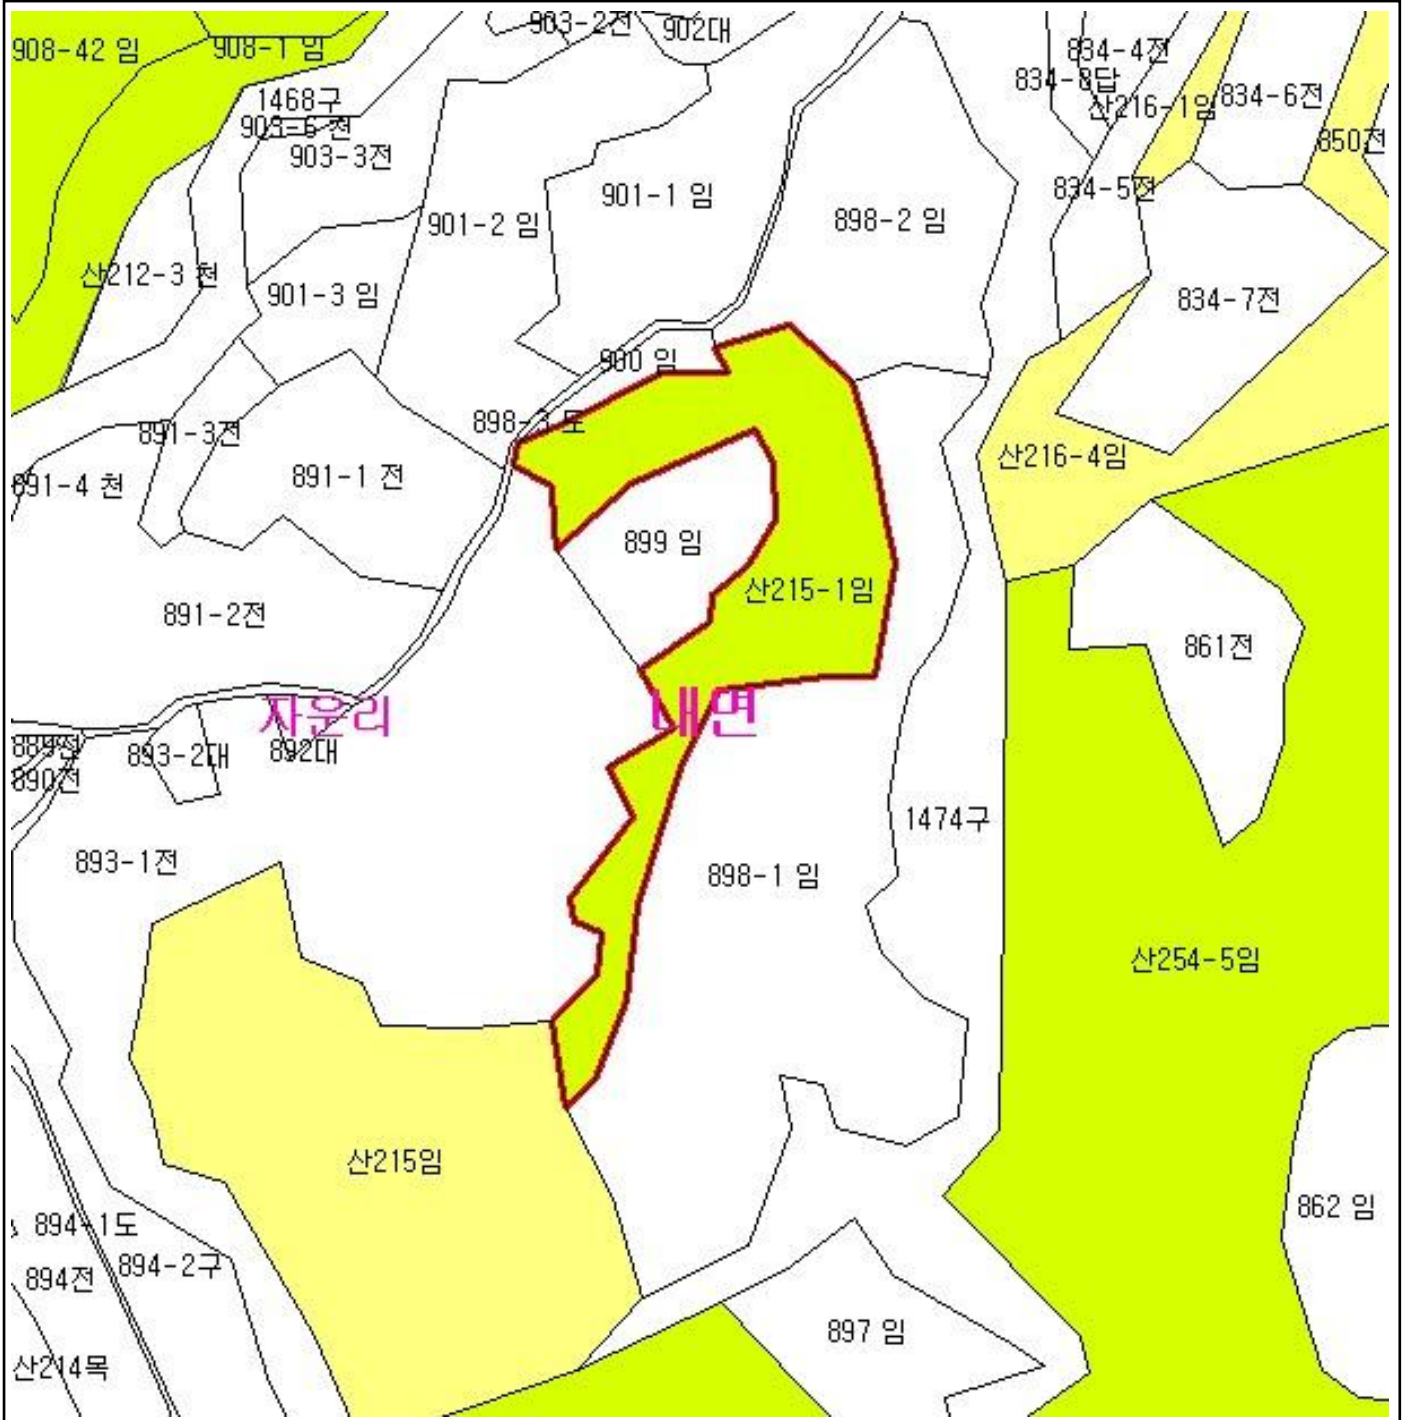 903-2전
902대
908-42 임
908-1 임
834-4전
834-8답
1468구
산216-1임
834-6전
903-6 천
903-3전
850전
834-5전
901-1 임
901-2 임
898-2 임
산212-3 천
901-3 임
834-7전
900 임
898-3 도
891-3전
산216-4임
891-4 천
891-1 전
899 임
산215-1임
891-2전
861전
자운리
내면
889전
893-2대
892대
890전
1474구
893-1전
898-1 임
산254-5임
산215임
862 임
894-1도
894-2구
894전
897 임
산214목